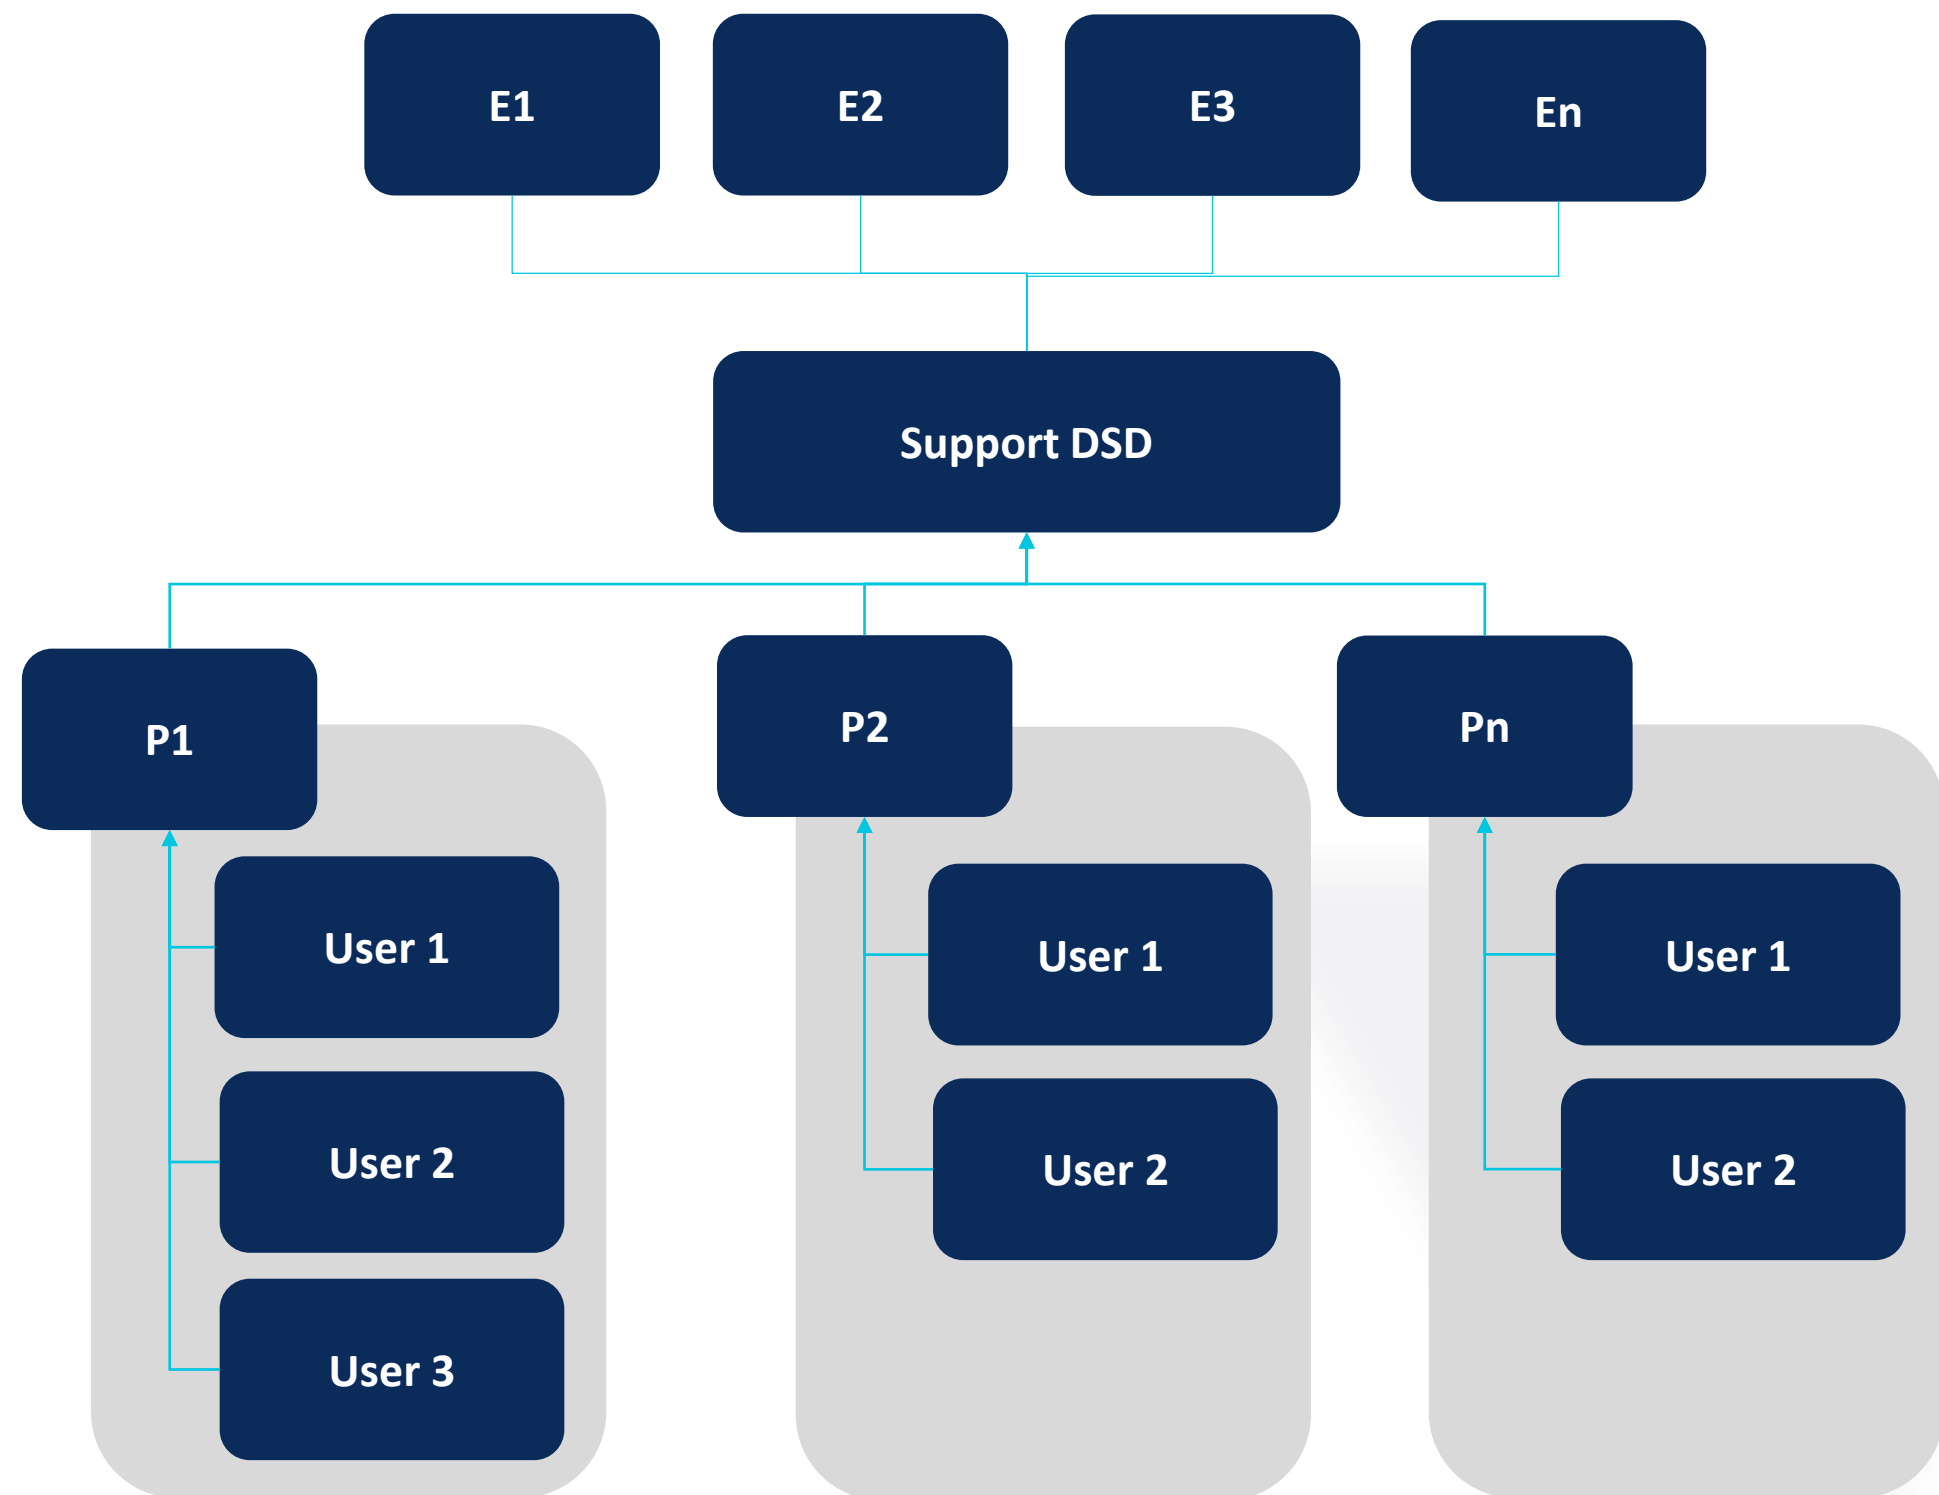 E1
E2
E3
En
Support DSD
P1
P2
Pn
User 1
User 2
User 3
User 1
User 2
User 1
User 2